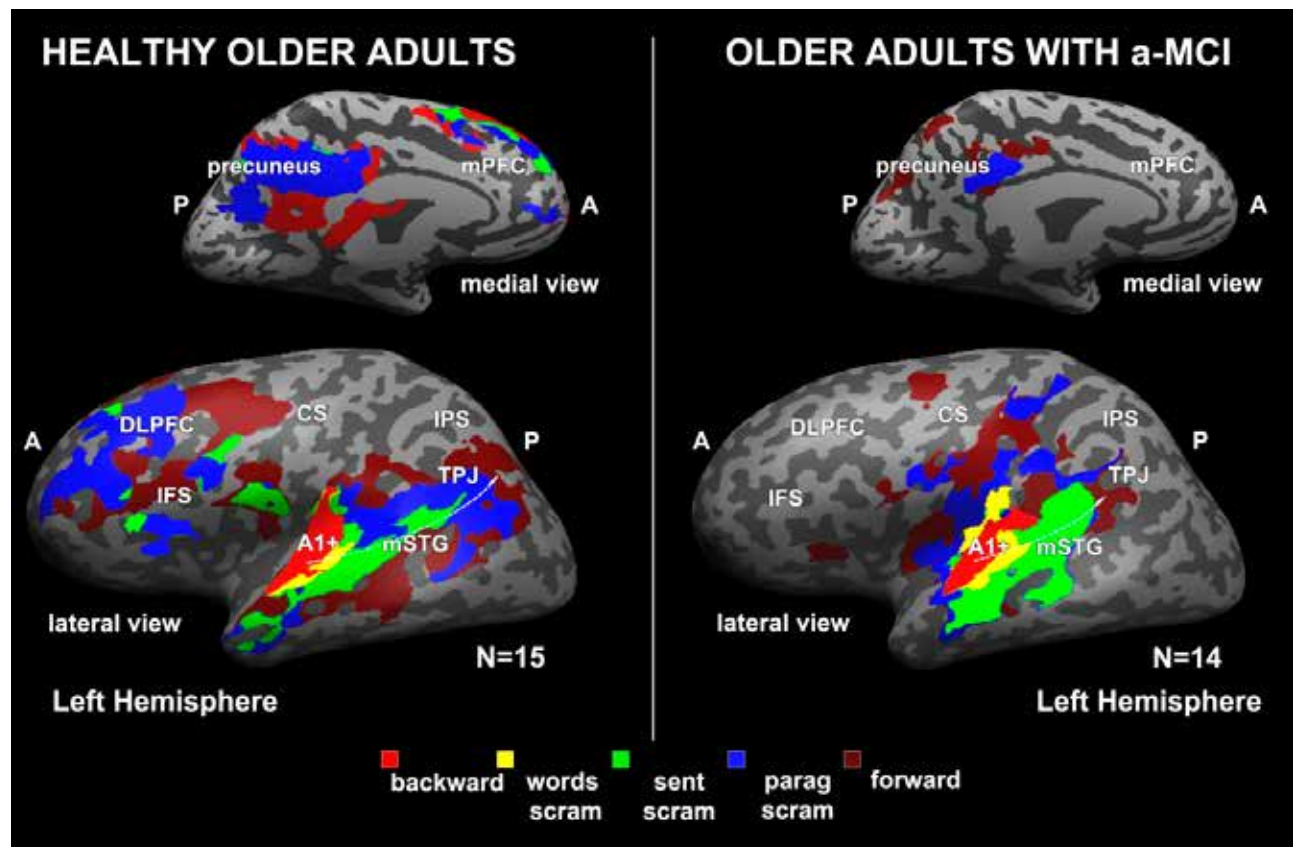 HEALTHY OLDER ADULTS
precuneus
mPFC
P
A
medial view
DLPFC
CS
IPS
A
P
TPJ
IFS
A1+
mSTG
lateral view
N=15
Left Hemisphere
OLDER ADULTS WITH a-MCI
precuneus
mPFC
P
A
medial view
DLPFC
CS
IPS
A
P
TPJ
IFS
A1+
mSTG
lateral view
N=14
Left Hemisphere
backward
words
scram
sent
scram
parag
scram
forward